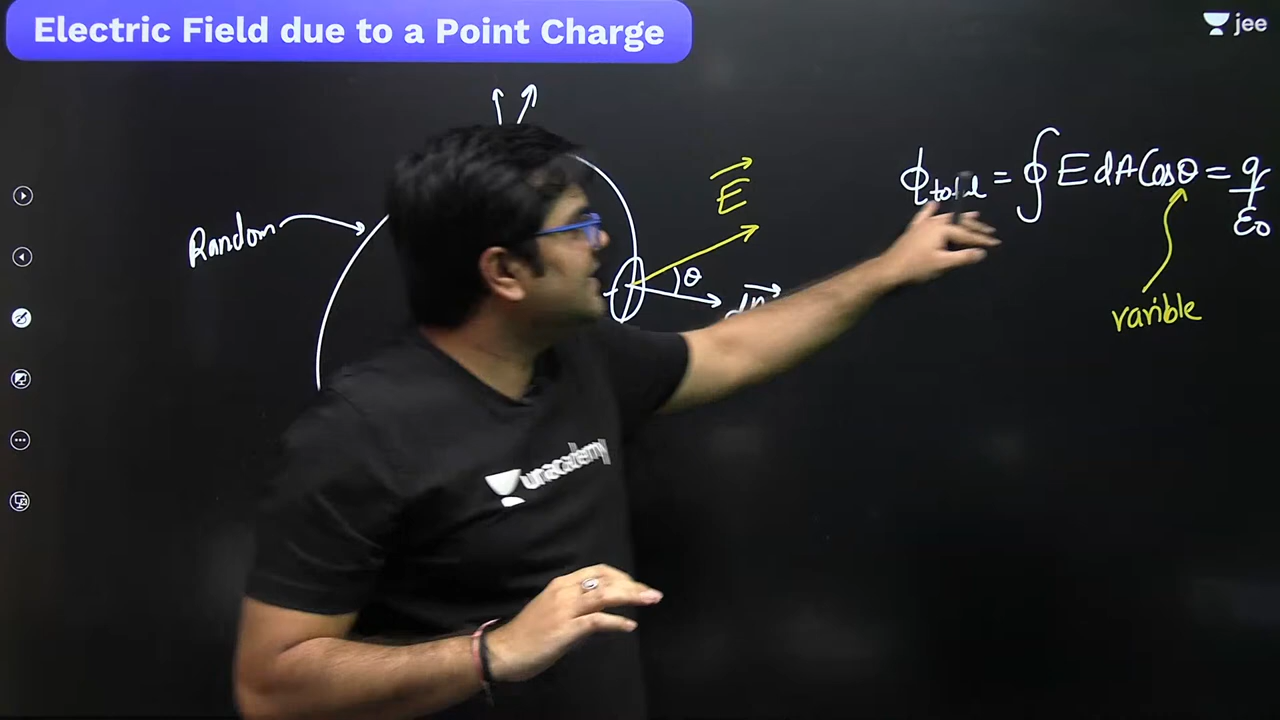 Electric Field due to a Point Charge
jee
Random
E
θ
ϕtotal = ∮ E dA Cosθ = q/ε0
varible
unacademy